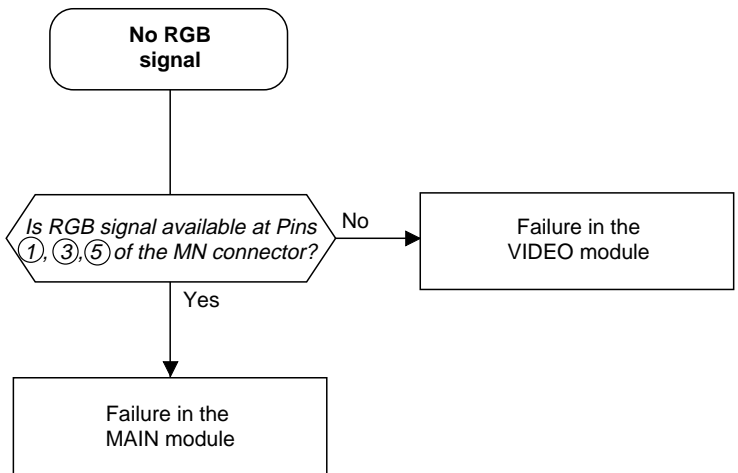 No RGB
signal
Is RGB signal available at Pins
①, ③,⑤ of the MN connector?
No
Failure in the
VIDEO module
Yes
Failure in the
MAIN module